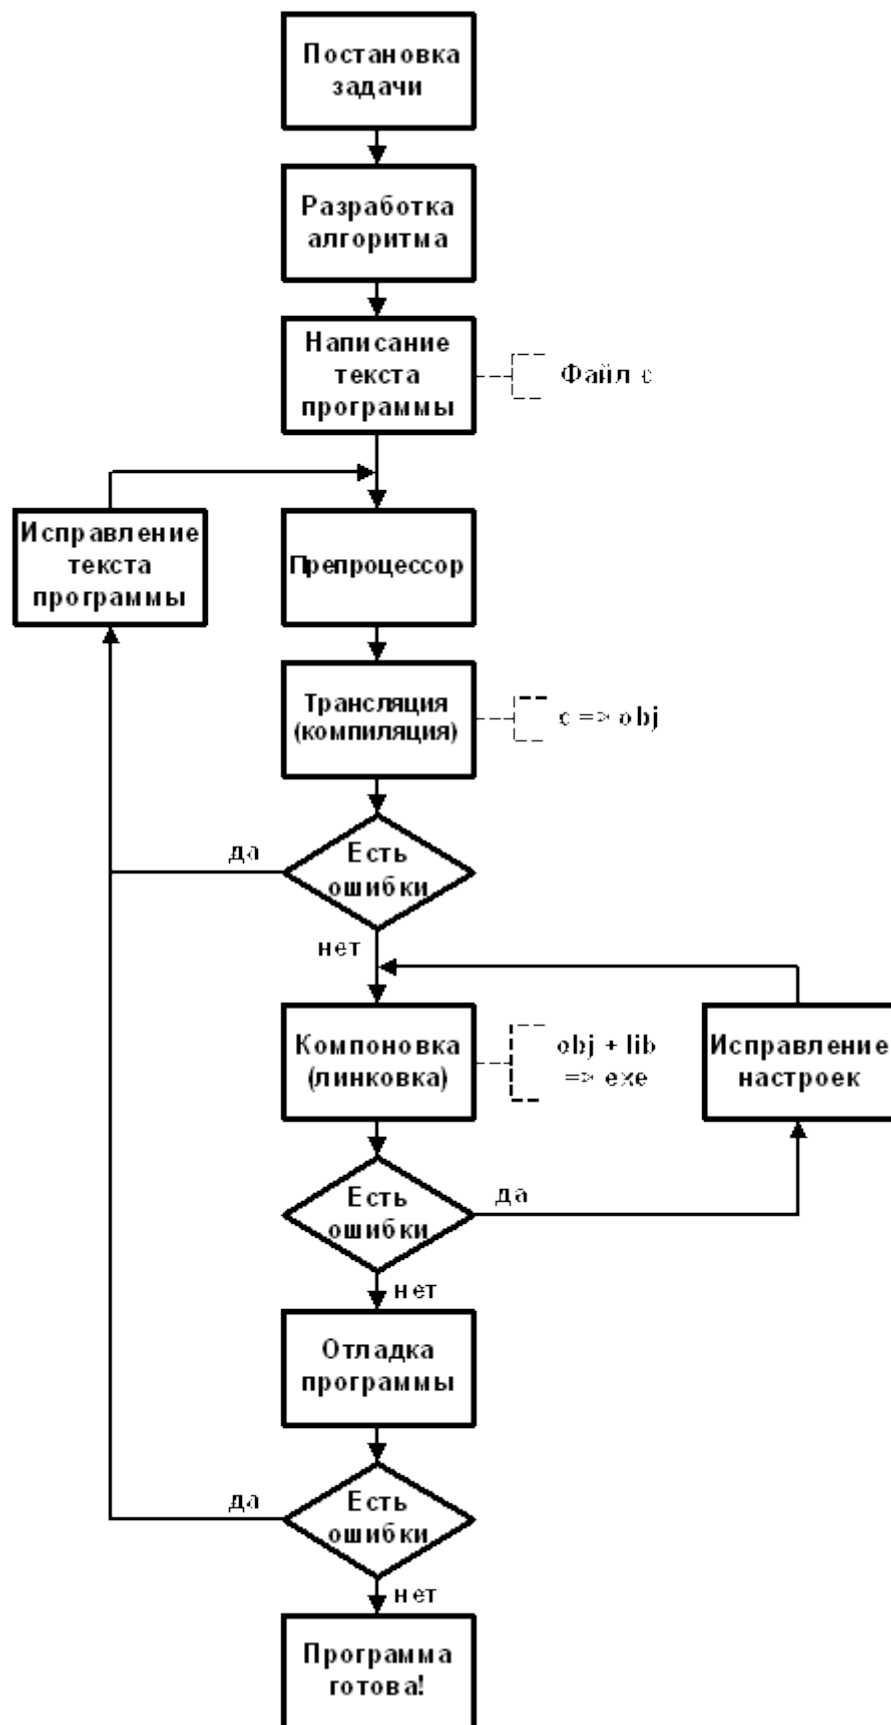 Постановка
задачи
Разработка
алгоритма
Написание
текста
программы
Файл c
Исправление
текста
программы
Препроцессор
Трансляция
(компиляция)
c => obj
да
Есть
ошибки
нет
Компоновка
(линковка)
obj + lib
=> exe
Исправление
настроек
Есть
ошибки
да
нет
Отладка
программы
да
Есть
ошибки
нет
Программа
готова!